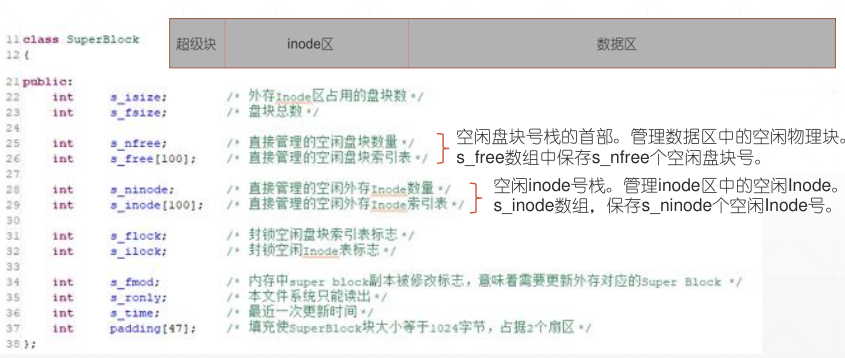 超级块 inode区 数据区
11 class SuperBlock
12 {
21 public:
22 int s_isize; /* 外存Inode区占用的盘块数 */
23 int s_fsize; /* 盘块总数 */
24
25 int s_nfree; /* 直接管理的空闲盘块数量 */
26 int s_free[100]; /* 直接管理的空闲盘块索引表 */
空闲盘块号栈的首部。管理数据区中的空闲物理块。
s_free数组中保存s_nfree个空闲盘块号。
27
28 int s_ninode; /* 直接管理的空闲外存Inode数量 */
29 int s_inode[100]; /* 直接管理的空闲外存Inode索引表 */
空闲inode号栈。管理inode区中的空闲Inode。
s_inode数组，保存s_ninode个空闲Inode号。
30
31 int s_flock; /* 封锁空闲盘块索引表标志 */
32 int s_ilock; /* 封锁空闲Inode表标志 */
33
34 int s_fmod; /* 内存中super block副本被修改标志，意味着需要更新外存对应的Super Block */
35 int s_ronly; /* 本文件系统只能读出 */
36 int s_time; /* 最近一次更新时间 */
37 int padding[47]; /* 填充使SuperBlock块大小等于1024字节，占据2个扇区 */
38 };